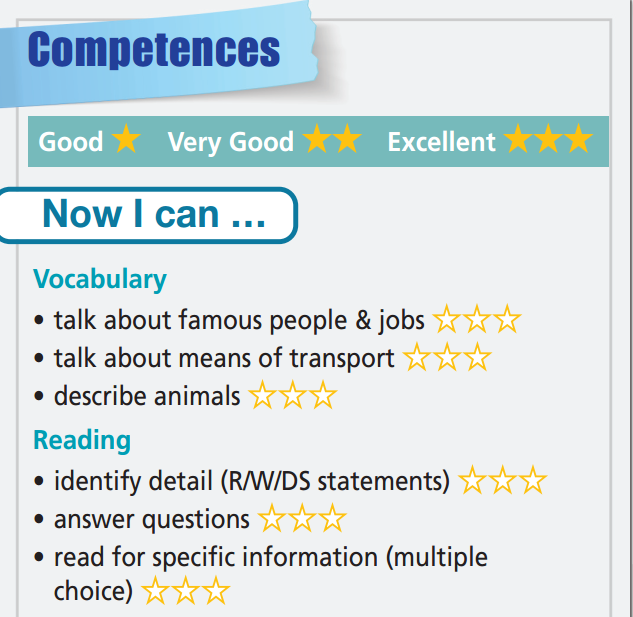 Competences
Good ★ Very Good ★★ Excellent ★★★
Now I can ...
Vocabulary
• talk about famous people & jobs ☆☆☆
• talk about means of transport ☆☆☆
• describe animals ☆☆☆
Reading
• identify detail (R/W/DS statements) ☆☆☆
• answer questions ☆☆☆
• read for specific information (multiple
choice) ☆☆☆